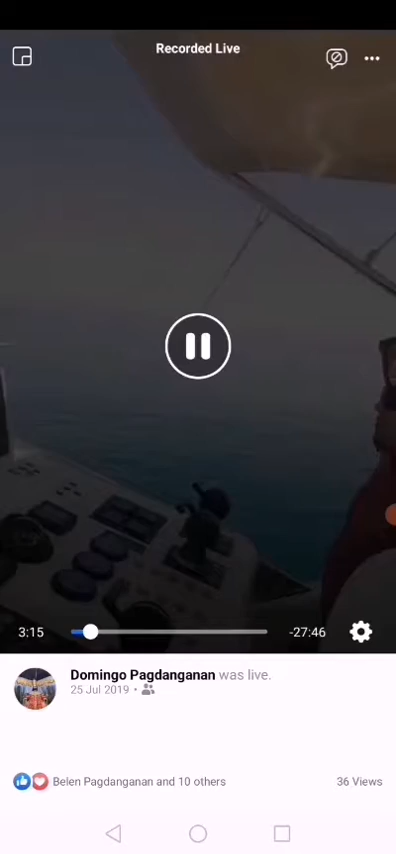 Recorded Live
3:15
-27:46
Domingo Pagdanganan was live.
25 Jul 2019 •
Belen Pagdanganan and 10 others
36 Views